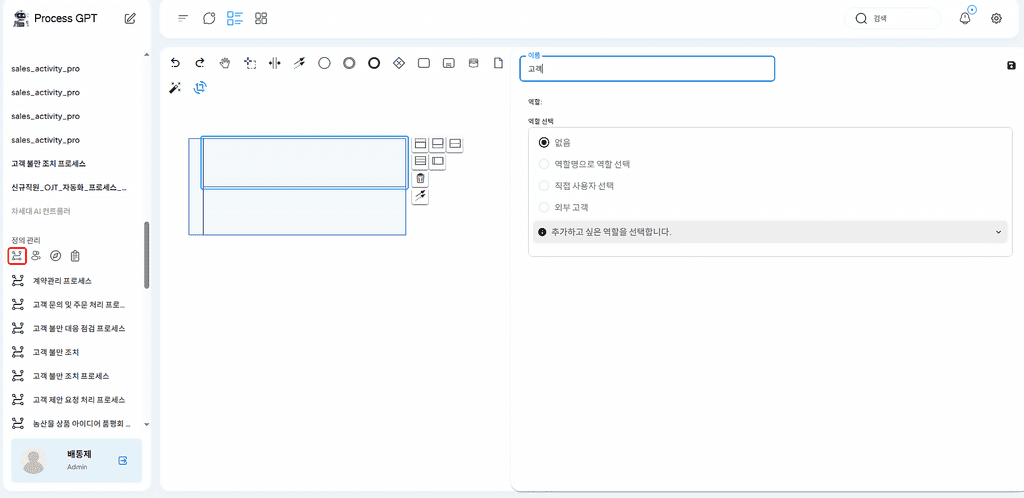 Process GPT
검색
sales_activity_pro
sales_activity_pro
sales_activity_pro
sales_activity_pro
고객 불만 조치 프로세스
신규직원_OJT_자동화_프로세스_...
차세대 AI 컨트롤러
정의 관리
계약관리 프로세스
고객 문의 및 주문 처리 프로...
고객 불만 대응 점검 프로세스
고객 불만 조치
고객 불만 조치 프로세스
고객 제안 요청 처리 프로세스
농산물 상품 아이디어 품평회 ...
배동제
Admin
이름
고객
역할:
역할 선택
없음
역할명으로 역할 선택
직접 사용자 선택
외부 고객
추가하고 싶은 역할을 선택합니다.